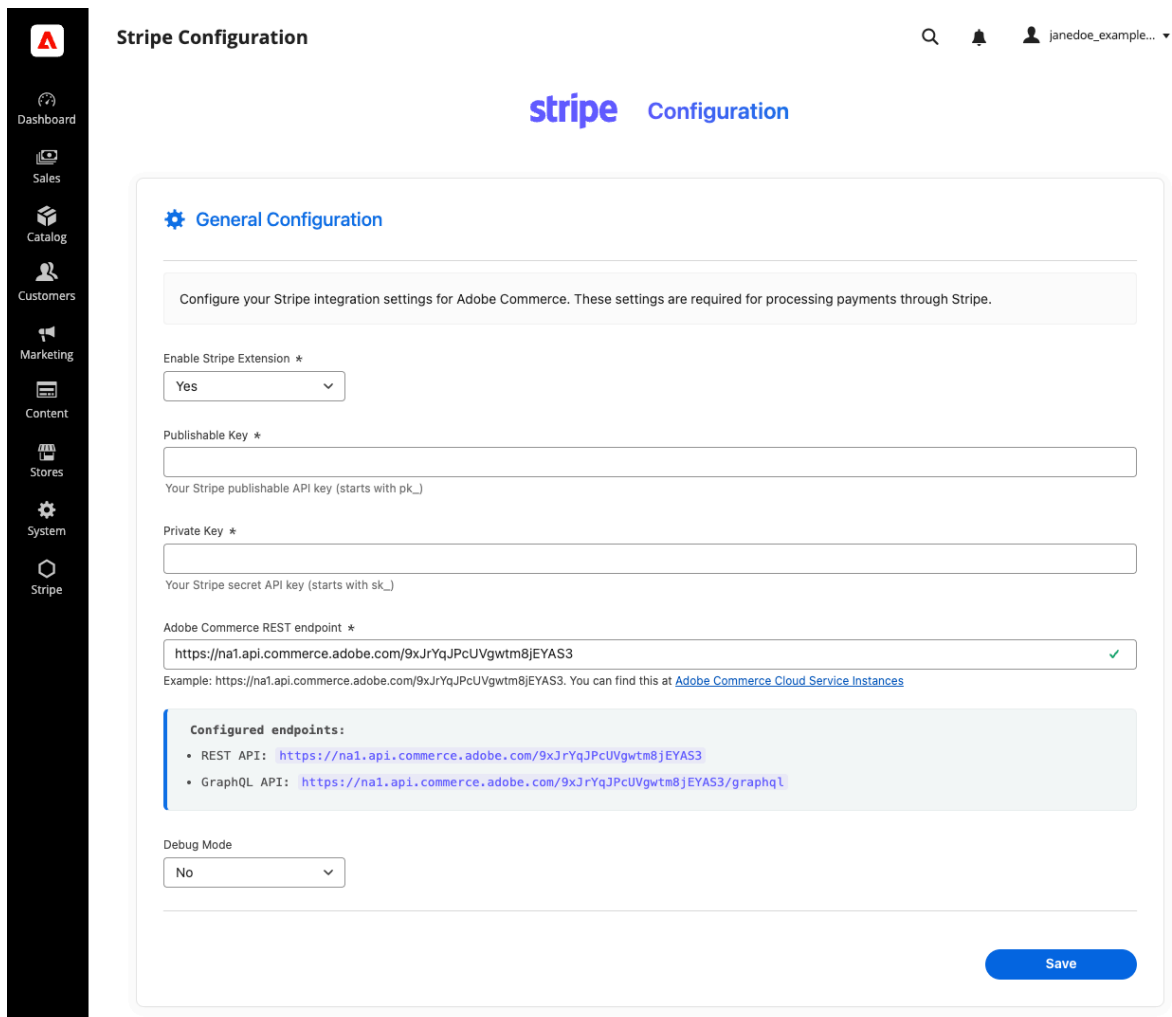 Stripe Configuration
janedoe_example...
Dashboard
Sales
Catalog
Customers
Marketing
Content
Stores
System
Stripe
stripe Configuration
General Configuration
Configure your Stripe integration settings for Adobe Commerce. These settings are required for processing payments through Stripe.
Enable Stripe Extension *
Yes
Publishable Key *
Your Stripe publishable API key (starts with pk_)
Private Key *
Your Stripe secret API key (starts with sk_)
Adobe Commerce REST endpoint *
https://na1.api.commerce.adobe.com/9xJrYqJPcUVgwtm8jEYAS3
Example: https://na1.api.commerce.adobe.com/9xJrYqJPcUVgwtm8jEYAS3. You can find this at Adobe Commerce Cloud Service Instances
Configured endpoints:
• REST API: https://na1.api.commerce.adobe.com/9xJrYqJPcUVgwtm8jEYAS3
• GraphQL API: https://na1.api.commerce.adobe.com/9xJrYqJPcUVgwtm8jEYAS3/graphql
Debug Mode
No
Save